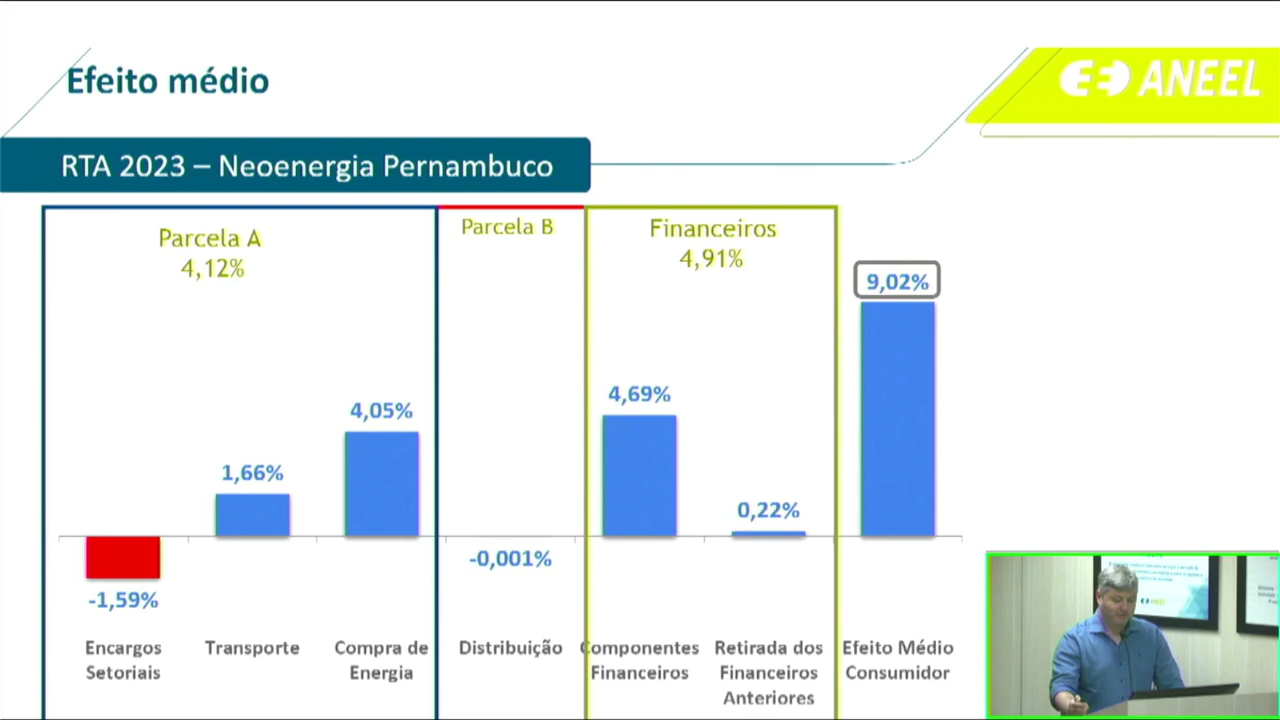 Efeito médio
ANEEL
RTA 2023 – Neoenergia Pernambuco
Parcela A
4,12%
Parcela B
Financeiros
4,91%
9,02%
4,69%
4,05%
1,66%
0,22%
-0,001%
-1,59%
Encargos
Setoriais
Transporte
Compra de
Energia
Distribuição
Componentes
Financeiros
Retirada dos
Financeiros
Anteriores
Efeito Médio
Consumidor
ANEEL